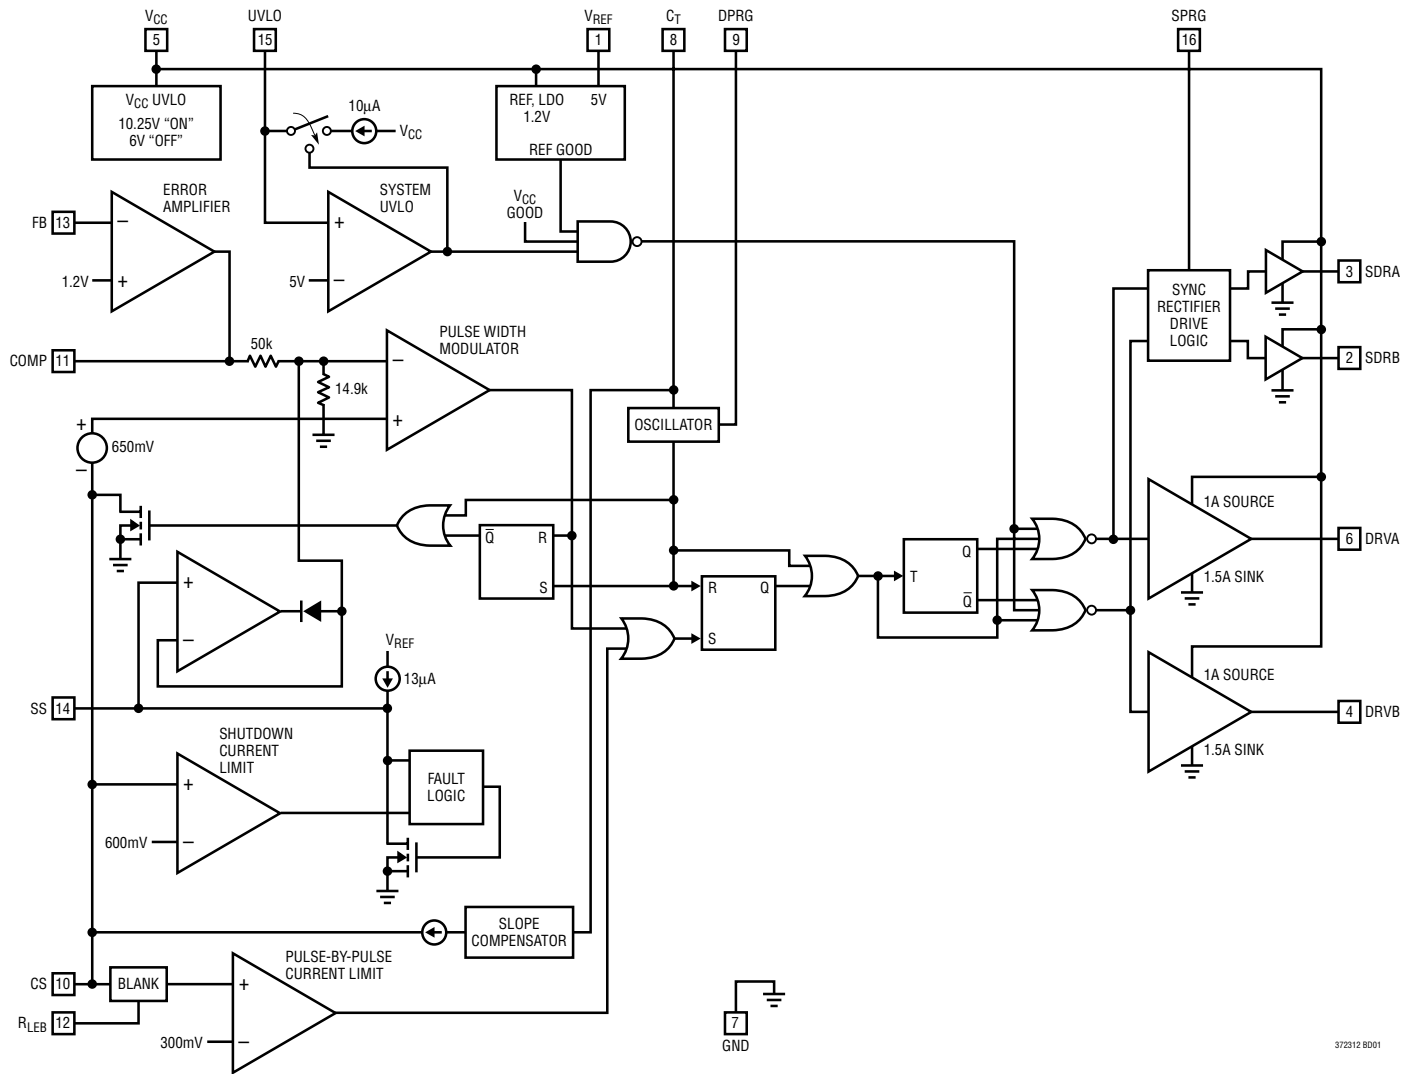 VCC
UVLO
VREF
CT
DPRG
SPRG
5
15
1
8
9
16
VCC UVLO
10.25V “ON”
6V “OFF”
10µA
VCC
REF, LDO
1.2V
5V
REF GOOD
ERROR
AMPLIFIER
SYSTEM
UVLO
VCC
GOOD
FB
13
−
+
1.2V
+
−
5V
SYNC
RECTIFIER
DRIVE
LOGIC
3
SDRA
2
SDRB
COMP
11
50k
14.9k
PULSE WIDTH
MODULATOR
−
+
OSCILLATOR
+
650mV
−
Q̅
R
S
R
Q
S
T
Q
Q̅
1A SOURCE
1.5A SINK
6
DRVA
1A SOURCE
1.5A SINK
4
DRVB
+
−
VREF
13µA
SS
14
SHUTDOWN
CURRENT
LIMIT
+
600mV
−
FAULT
LOGIC
SLOPE
COMPENSATOR
PULSE-BY-PULSE
CURRENT LIMIT
CS
10
BLANK
+
RLEB
12
300mV
−
7
GND
372312 BD01